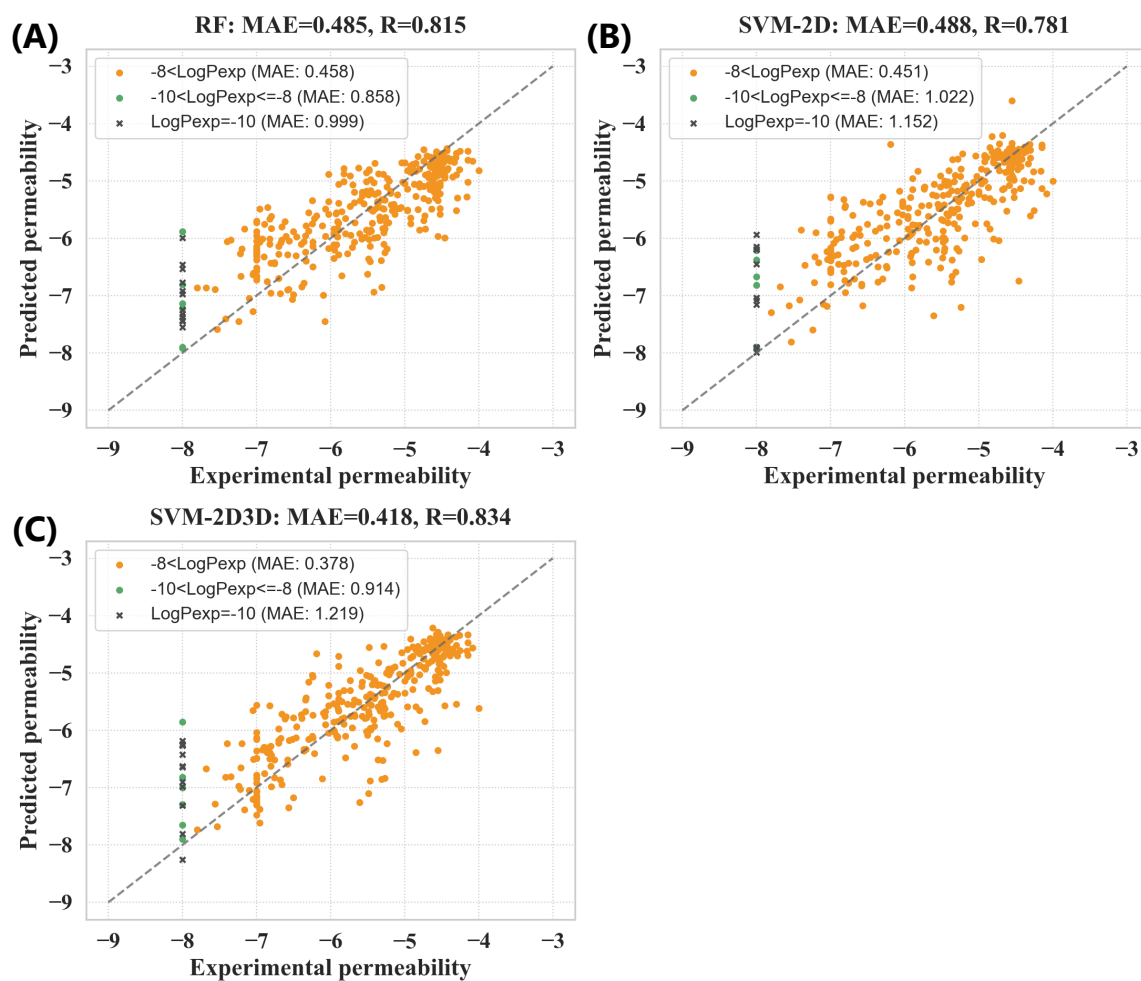 (A)
RF: MAE=0.485, R=0.815
-8<LogPexp (MAE: 0.458)
-10<LogPexp<=-8 (MAE: 0.858)
LogPexp=-10 (MAE: 0.999)
Predicted permeability
−3
−4
−5
−6
−7
−8
−9
−9 −8 −7 −6 −5 −4 −3
Experimental permeability
(B)
SVM-2D: MAE=0.488, R=0.781
-8<LogPexp (MAE: 0.451)
-10<LogPexp<=-8 (MAE: 1.022)
LogPexp=-10 (MAE: 1.152)
Predicted permeability
−3
−4
−5
−6
−7
−8
−9
−9 −8 −7 −6 −5 −4 −3
Experimental permeability
(C)
SVM-2D3D: MAE=0.418, R=0.834
-8<LogPexp (MAE: 0.378)
-10<LogPexp<=-8 (MAE: 0.914)
LogPexp=-10 (MAE: 1.219)
Predicted permeability
−3
−4
−5
−6
−7
−8
−9
−9 −8 −7 −6 −5 −4 −3
Experimental permeability